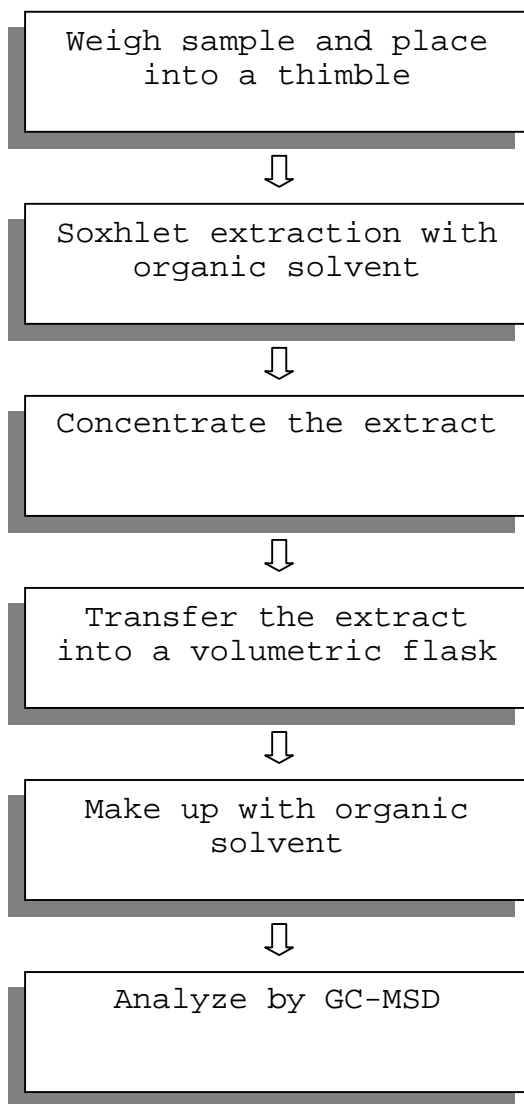 Weigh sample and place
into a thimble
Soxhlet extraction with
organic solvent
Concentrate the extract
Transfer the extract
into a volumetric flask
Make up with organic
solvent
Analyze by GC-MSD